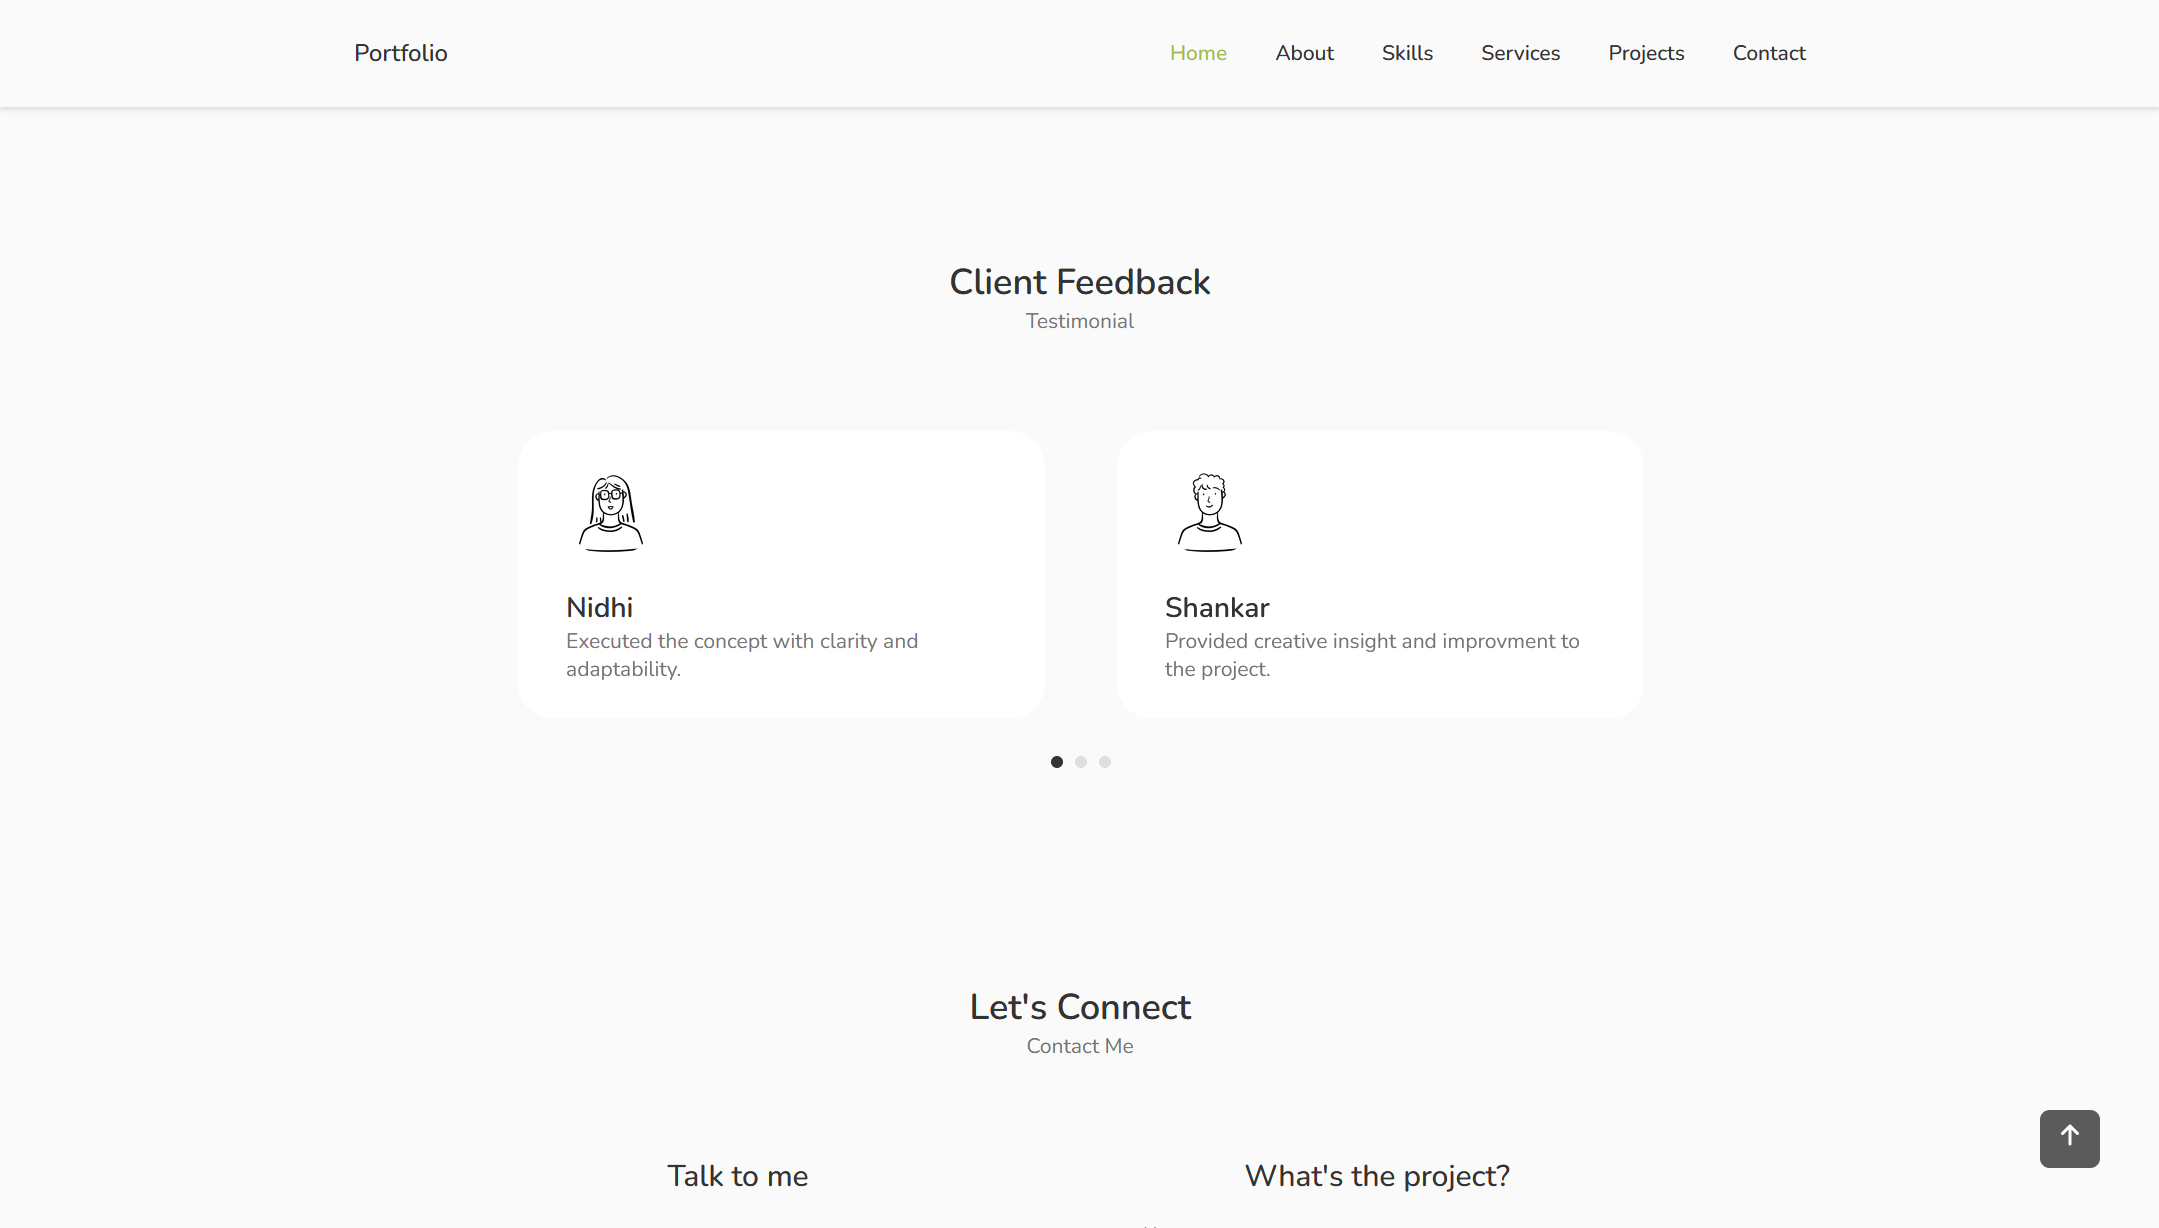 Portfolio
Home About Skills Services Projects Contact
Client Feedback
Testimonial
Nidhi
Executed the concept with clarity and
adaptability.
Shankar
Provided creative insight and improvment to
the project.
Let's Connect
Contact Me
Talk to me
What's the project?